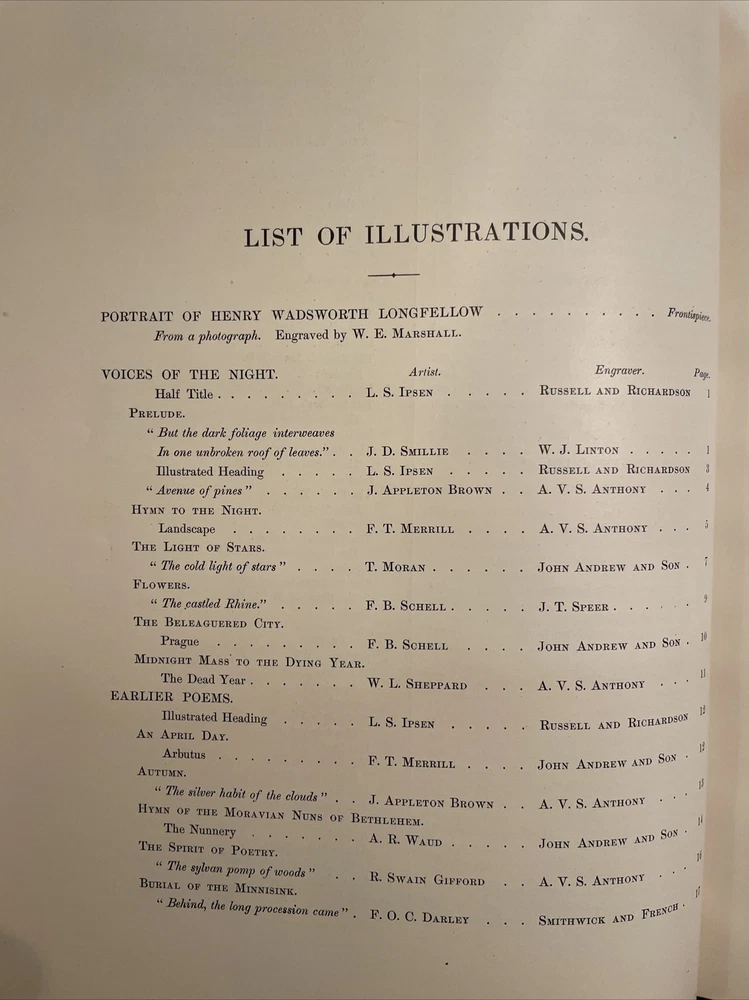 LIST OF ILLUSTRATIONS.
PORTRAIT OF HENRY WADSWORTH LONGFELLOW . . . . . . . . . . Frontispiece.
From a photograph. Engraved by W. E. MARSHALL.
VOICES OF THE NIGHT. Artist. Engraver. Page.
Half Title . . . . . . . . . L. S. IPSEN . . . . . RUSSELL AND RICHARDSON 1
PRELUDE.
“ But the dark foliage interweaves
In one unbroken roof of leaves.” . . J. D. SMILLIE . . . . W. J. LINTON . . . . . 1
Illustrated Heading . . . . . L. S. IPSEN . . . . . RUSSELL AND RICHARDSON 3
“ Avenue of pines ” . . . . . . J. APPLETON BROWN . . A. V. S. ANTHONY . . . 4
HYMN TO THE NIGHT.
Landscape . . . . . . . . F. T. MERRILL . . . . A. V. S. ANTHONY . . . 5
THE LIGHT OF STARS.
“ The cold light of stars ” . . . . T. MORAN . . . . . . JOHN ANDREW AND SON . 7
FLOWERS.
“ The castled Rhine.” . . . . . F. B. SCHELL . . . . . J. T. SPEER . . . . . 9
THE BELEAGUERED CITY.
Prague . . . . . . . . . F. B. SCHELL . . . . . JOHN ANDREW AND SON . 10
MIDNIGHT MASS TO THE DYING YEAR.
The Dead Year . . . . . . . W. L. SHEPPARD . . . A. V. S. ANTHONY . . . 11
EARLIER POEMS.
Illustrated Heading . . . . . L. S. IPSEN . . . . . RUSSELL AND RICHARDSON 12
AN APRIL DAY.
Arbutus . . . . . . . . . F. T. MERRILL . . . . JOHN ANDREW AND SON . 12
AUTUMN.
“ The silver habit of the clouds ” . . J. APPLETON BROWN . . A. V. S. ANTHONY . . . 13
HYMN OF THE MORAVIAN NUNS OF BETHLEHEM.
The Nunnery . . . . . . . A. R. WAUD . . . . . JOHN ANDREW AND SON . 14
THE SPIRIT OF POETRY.
“ The sylvan pomp of woods ” . . R. SWAIN GIFFORD . . A. V. S. ANTHONY . . . 16
BURIAL OF THE MINNISINK.
“ Behind, the long procession came ” . F. O. C. DARLEY . . . SMITHWICK AND FRENCH . 17